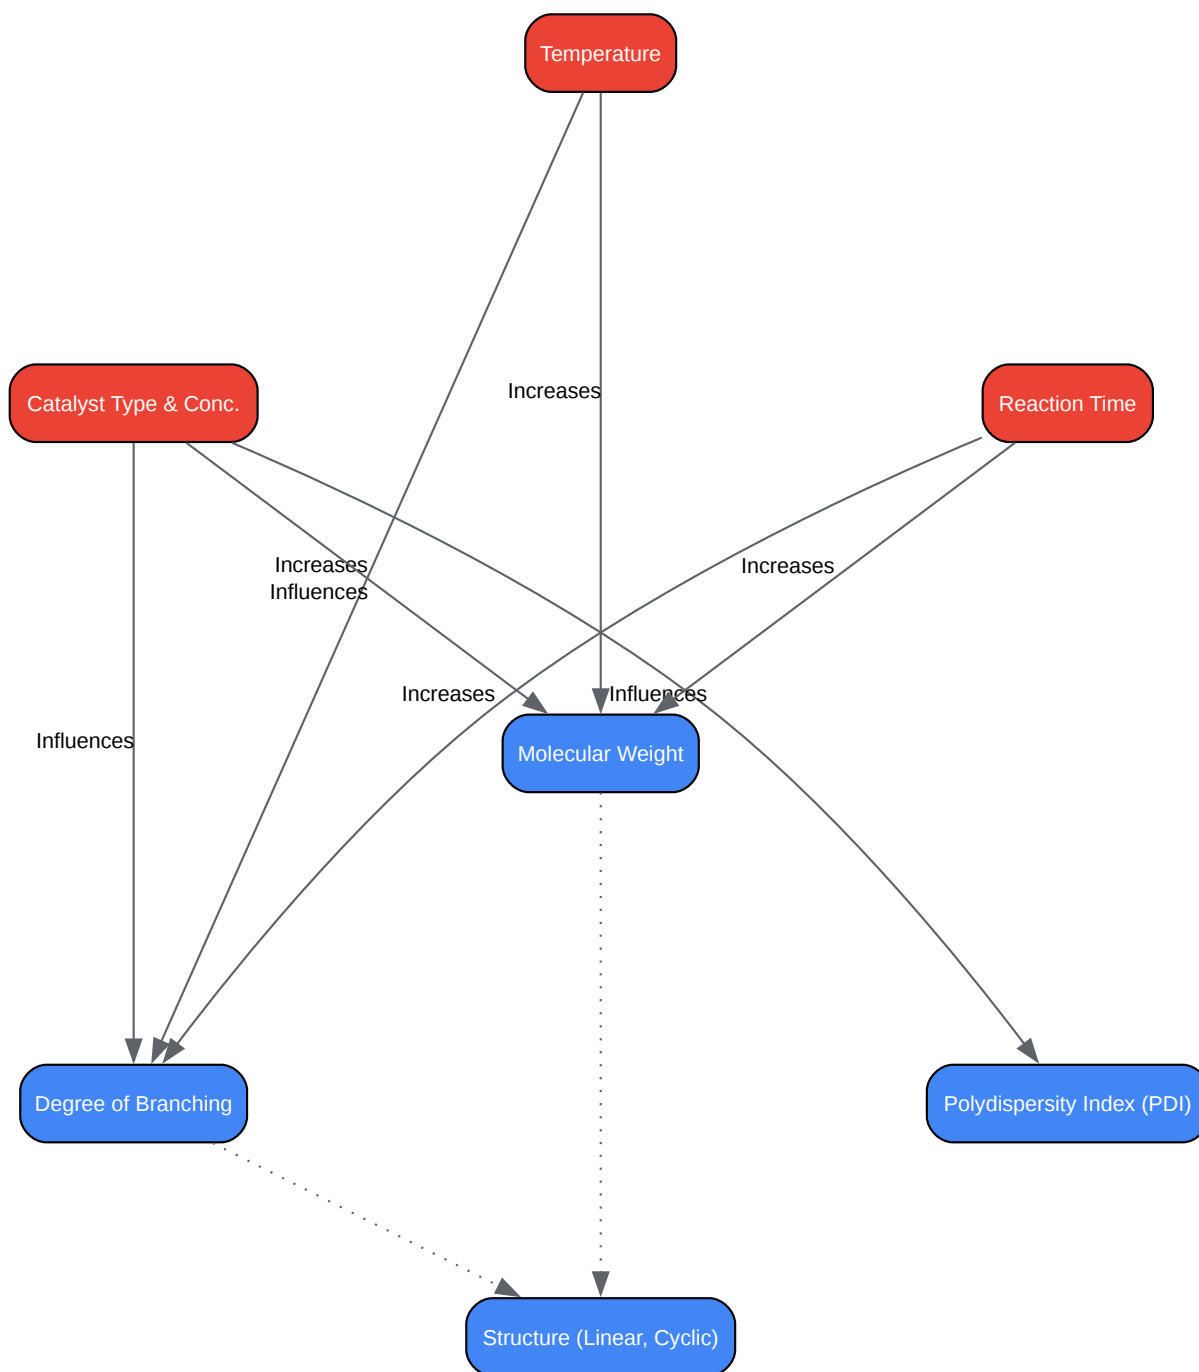 Temperature
Increases
Catalyst Type & Conc.
Reaction Time
Increases
Influences
Increases
Increases
Influences
Influences
Molecular Weight
Degree of Branching
Polydispersity Index (PDI)
Structure (Linear, Cyclic)